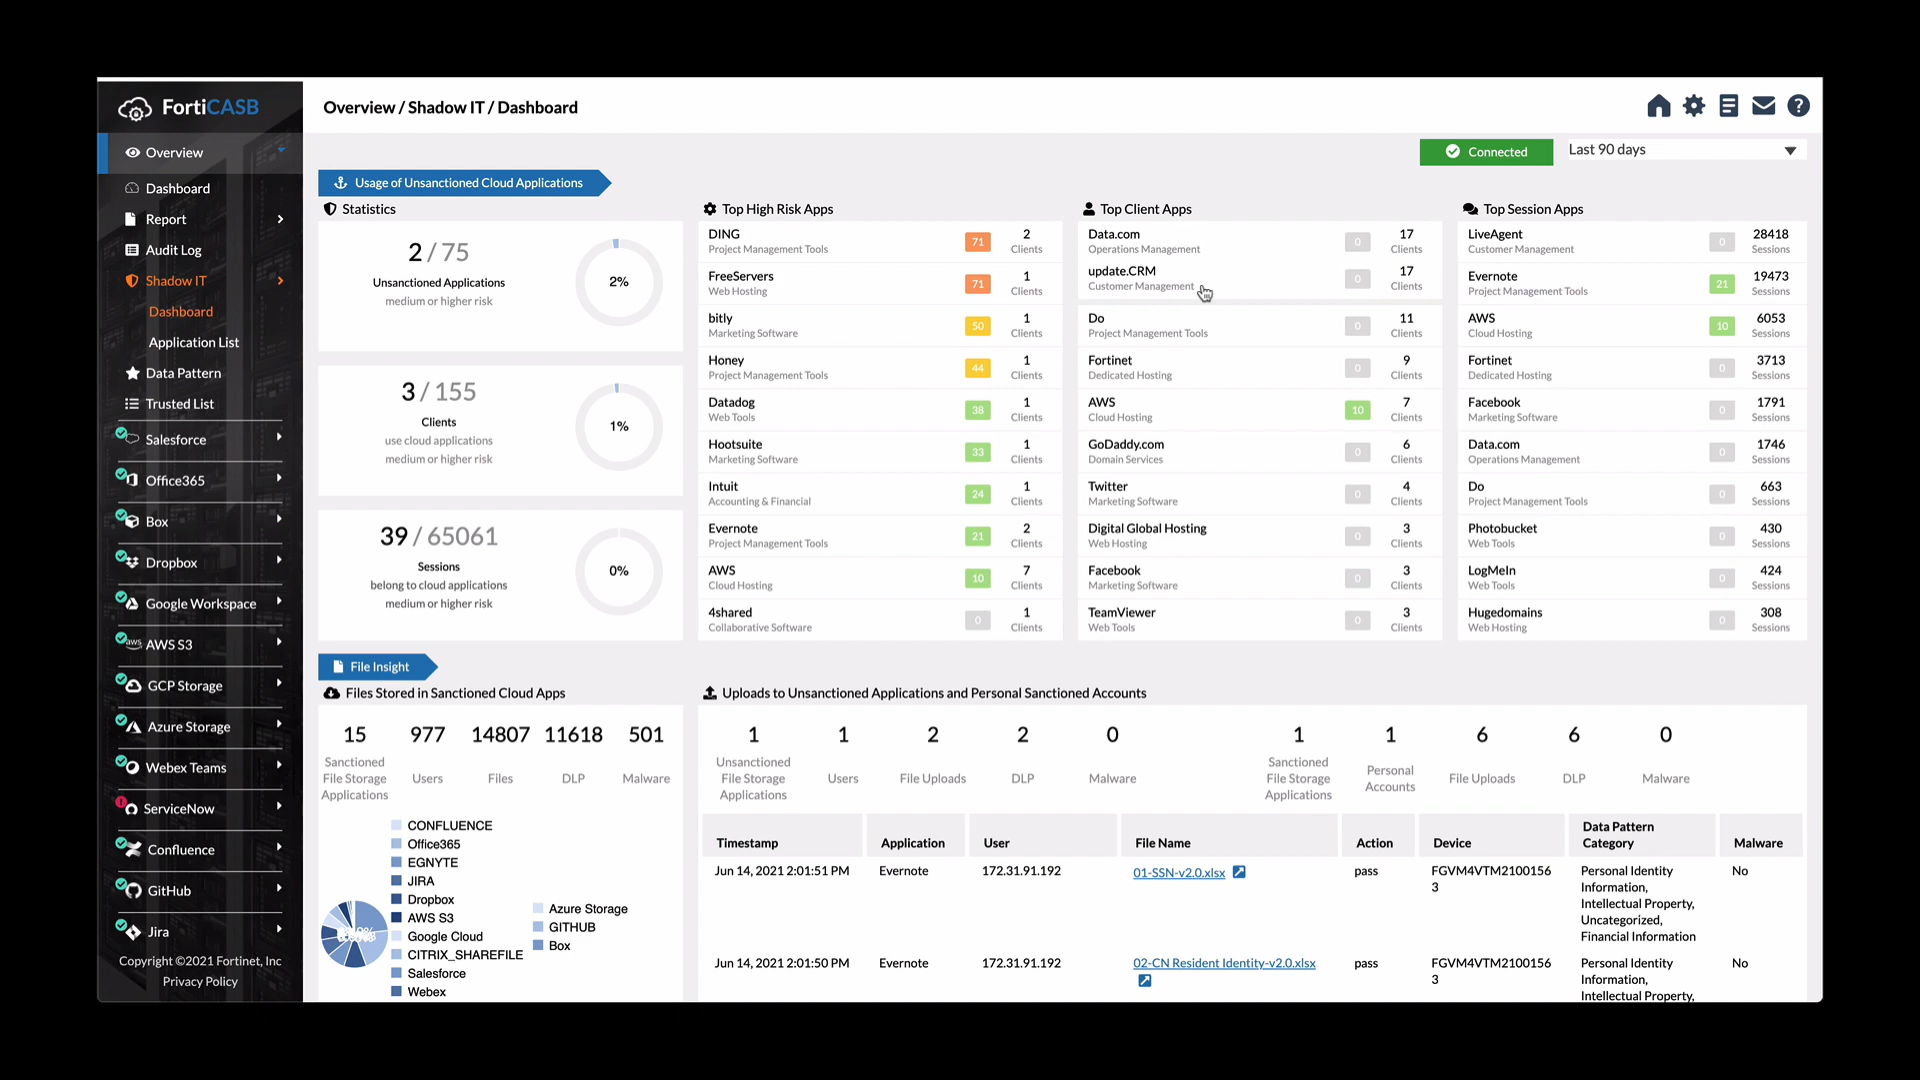 FortiCASB
Overview / Shadow IT / Dashboard
Overview
Dashboard
Report
Audit Log
Shadow IT
Dashboard
Application List
Data Pattern
Trusted List
Salesforce
Office365
Box
Dropbox
Google Workspace
aws
AWS S3
GCP Storage
Azure Storage
Webex Teams
ServiceNow
Confluence
GitHub
Jira
Copyright ©2021 Fortinet, Inc
Privacy Policy
Connected
Last 90 days
Usage of Unsanctioned Cloud Applications
Statistics
2 / 75
Unsanctioned Applications
medium or higher risk
2%
3 / 155
Clients
use cloud applications
medium or higher risk
1%
39 / 65061
Sessions
belong to cloud applications
medium or higher risk
0%
Top High Risk Apps
DING 71 2
Project Management Tools Clients
FreeServers 71 1
Web Hosting Clients
bitly 50 1
Marketing Software Clients
Honey 44 1
Project Management Tools Clients
Datadog 38 1
Web Tools Clients
Hootsuite 33 1
Marketing Software Clients
Intuit 24 1
Accounting & Financial Clients
Evernote 21 2
Project Management Tools Clients
AWS 10 7
Cloud Hosting Clients
4shared 0 1
Collaborative Software Clients
Top Client Apps
Data.com 0 17
Operations Management Clients
update.CRM 0 17
Customer Management Clients
Do 0 11
Project Management Tools Clients
Fortinet 0 9
Dedicated Hosting Clients
AWS 10 7
Cloud Hosting Clients
GoDaddy.com 0 6
Domain Services Clients
Twitter 0 4
Marketing Software Clients
Digital Global Hosting 0 3
Web Hosting Clients
Facebook 0 3
Marketing Software Clients
TeamViewer 0 3
Web Tools Clients
Top Session Apps
LiveAgent 0 28418
Customer Management Sessions
Evernote 21 19473
Project Management Tools Sessions
AWS 10 6053
Cloud Hosting Sessions
Fortinet 0 3713
Dedicated Hosting Sessions
Facebook 0 1791
Marketing Software Sessions
Data.com 0 1746
Operations Management Sessions
Do 0 663
Project Management Tools Sessions
Photobucket 0 430
Web Tools Sessions
LogMeIn 0 424
Web Tools Sessions
Hugedomains 0 308
Web Hosting Sessions
File Insight
Files Stored in Sanctioned Cloud Apps
15 977 14807 11618 501
Sanctioned
File Storage Users Files DLP Malware
Applications
CONFLUENCE
Office365
EGNYTE
JIRA
Dropbox
AWS S3
Google Cloud
CITRIX_SHAREFILE
Salesforce
Webex
Azure Storage
GITHUB
Box
Uploads to Unsanctioned Applications and Personal Sanctioned Accounts
1 1 2 2 0 1 1 6 6 0
Unsanctioned Sanctioned
File Storage Users File Uploads DLP Malware File Storage Personal Accounts File Uploads DLP Malware
Applications Applications
Timestamp Application User File Name Action Device Data Pattern Category Malware
Jun 14, 2021 2:01:51 PM Evernote 172.31.91.192 01-SSN-v2.0.xlsx pass FGVM4VTM2100156 Personal Identity No
3 Information,
Intellectual Property,
Uncategorized,
Financial Information
Jun 14, 2021 2:01:50 PM Evernote 172.31.91.192 02-CN Resident Identity-v2.0.xlsx pass FGVM4VTM2100156 Personal Identity No
3 Information,
Intellectual Property,